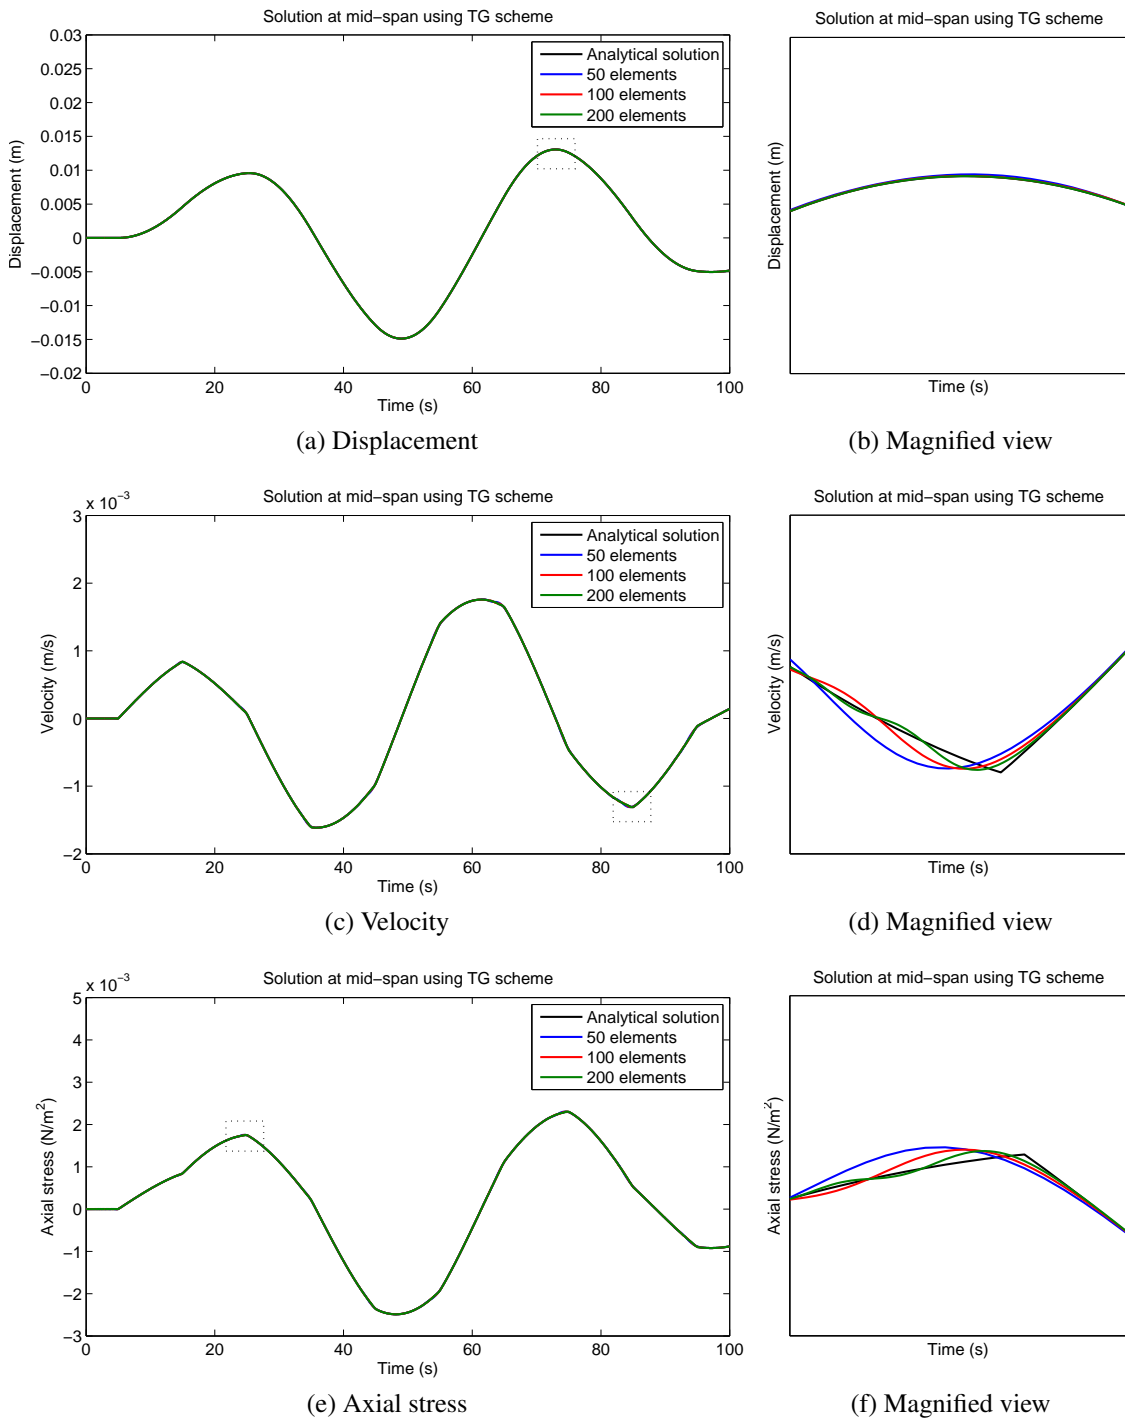 Solution at mid−span using TG scheme
0.03
0.025
0.02
0.015
0.01
0.005
0
−0.005
−0.01
−0.015
−0.02
Displacement (m)
Analytical solution
50 elements
100 elements
200 elements
0 20 40 60 80 100
Time (s)
(a) Displacement
Solution at mid−span using TG scheme
Displacement (m)
Time (s)
(b) Magnified view
Solution at mid−span using TG scheme
x 10−3
3
2
1
0
−1
−2
Velocity (m/s)
Analytical solution
50 elements
100 elements
200 elements
0 20 40 60 80 100
Time (s)
(c) Velocity
Solution at mid−span using TG scheme
Velocity (m/s)
Time (s)
(d) Magnified view
Solution at mid−span using TG scheme
x 10−3
5
4
3
2
1
0
−1
−2
−3
Axial stress (N/m2)
Analytical solution
50 elements
100 elements
200 elements
0 20 40 60 80 100
Time (s)
(e) Axial stress
Solution at mid−span using TG scheme
Axial stress (N/m2)
Time (s)
(f) Magnified view